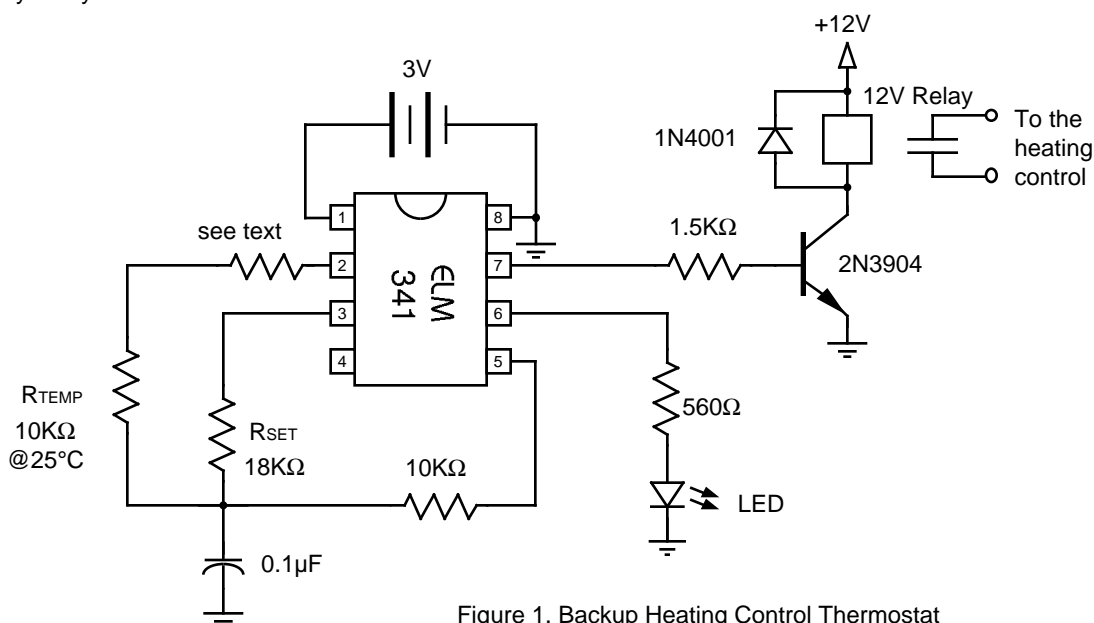 +12V
3V
12V Relay
1N4001
To the
heating
control
1
8
see text
1.5KΩ
2
7
2N3904
ELM
341
3
6
4
5
RTEMP
10KΩ
@25°C
RSET
18KΩ
10KΩ
560Ω
LED
0.1µF
Figure 1. Backup Heating Control Thermostat